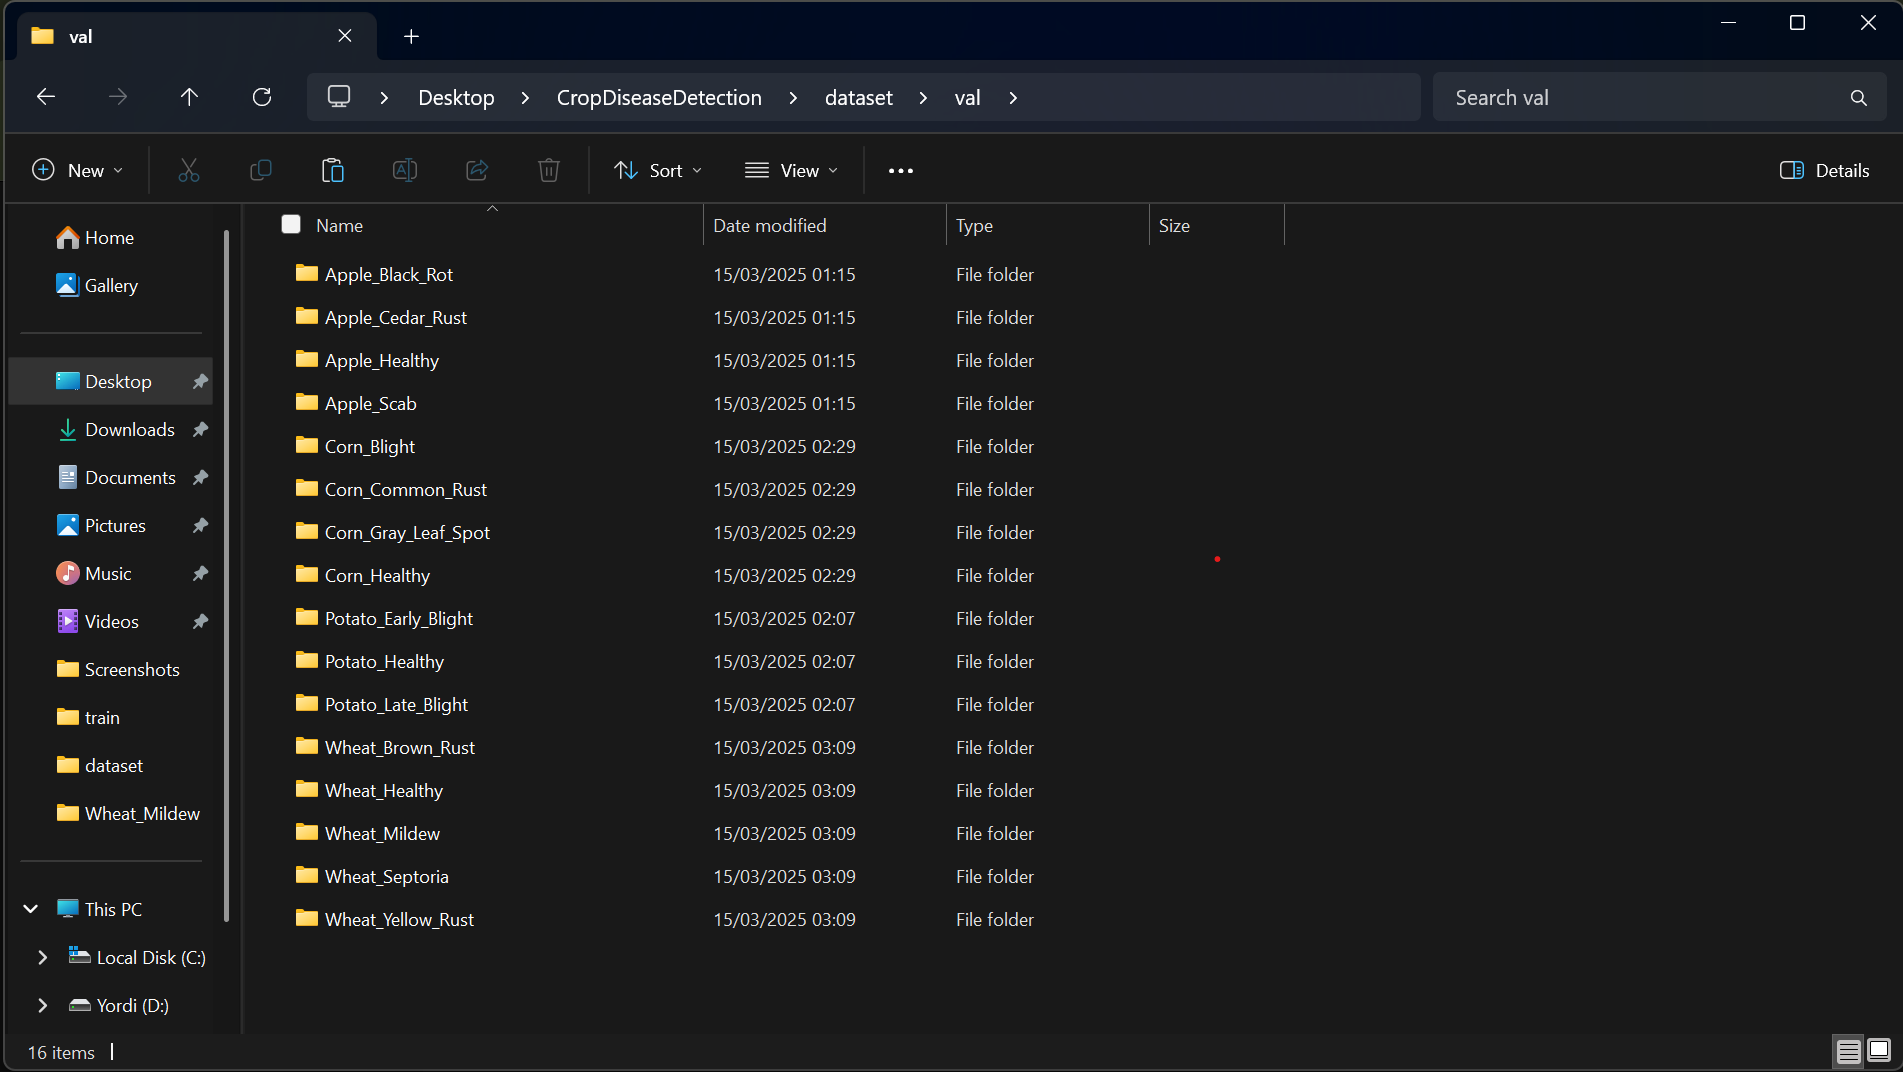 val
Desktop CropDiseaseDetection dataset val
Search val
New Sort View Details
Name Date modified Type Size
Home
Gallery
Desktop
Downloads
Documents
Pictures
Music
Videos
Screenshots
train
dataset
Wheat_Mildew
This PC
Local Disk (C:)
Yordi (D:)
Apple_Black_Rot 15/03/2025 01:15 File folder
Apple_Cedar_Rust 15/03/2025 01:15 File folder
Apple_Healthy 15/03/2025 01:15 File folder
Apple_Scab 15/03/2025 01:15 File folder
Corn_Blight 15/03/2025 02:29 File folder
Corn_Common_Rust 15/03/2025 02:29 File folder
Corn_Gray_Leaf_Spot 15/03/2025 02:29 File folder
Corn_Healthy 15/03/2025 02:29 File folder
Potato_Early_Blight 15/03/2025 02:07 File folder
Potato_Healthy 15/03/2025 02:07 File folder
Potato_Late_Blight 15/03/2025 02:07 File folder
Wheat_Brown_Rust 15/03/2025 03:09 File folder
Wheat_Healthy 15/03/2025 03:09 File folder
Wheat_Mildew 15/03/2025 03:09 File folder
Wheat_Septoria 15/03/2025 03:09 File folder
Wheat_Yellow_Rust 15/03/2025 03:09 File folder
16 items